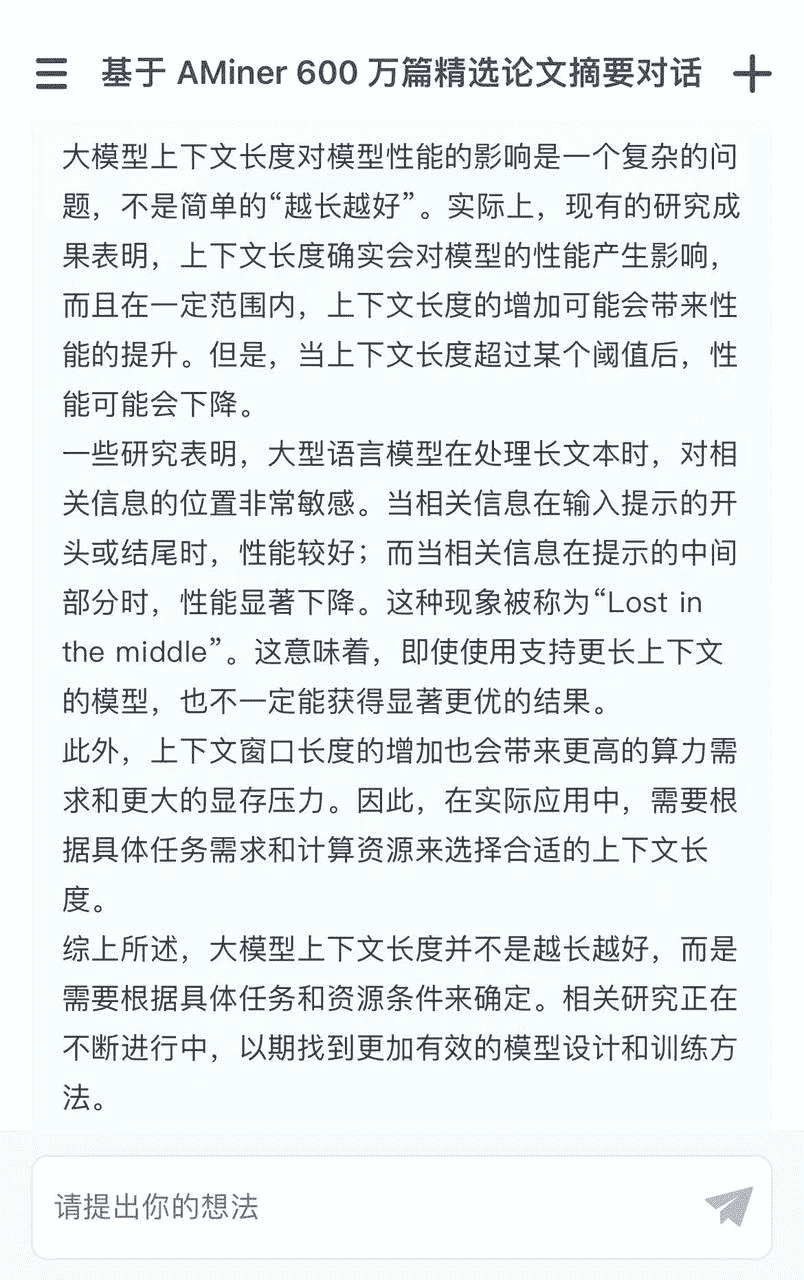 基于 AMiner 600 万篇精选论文摘要对话
大模型上下文长度对模型性能的影响是一个复杂的问
题，不是简单的“越长越好”。实际上，现有的研究成
果表明，上下文长度确实会对模型的性能产生影响，
而且在一定范围内，上下文长度的增加可能会带来性
能的提升。但是，当上下文长度超过某个阈值后，性
能可能会下降。
一些研究表明，大型语言模型在处理长文本时，对相
关信息的位置非常敏感。当相关信息在输入提示的开
头或结尾时，性能较好；而当相关信息在提示的中间
部分时，性能显著下降。这种现象被称为“Lost in
the middle”。这意味着，即使使用支持更长上下文
的模型，也不一定能获得显著更优的结果。
此外，上下文窗口长度的增加也会带来更高的算力需
求和更大的显存压力。因此，在实际应用中，需要根
据具体任务需求和计算资源来选择合适的上下文长
度。
综上所述，大模型上下文长度并不是越长越好，而是
需要根据具体任务和资源条件来确定。相关研究正在
不断进行中，以期找到更加有效的模型设计和训练方
法。
请提出你的想法